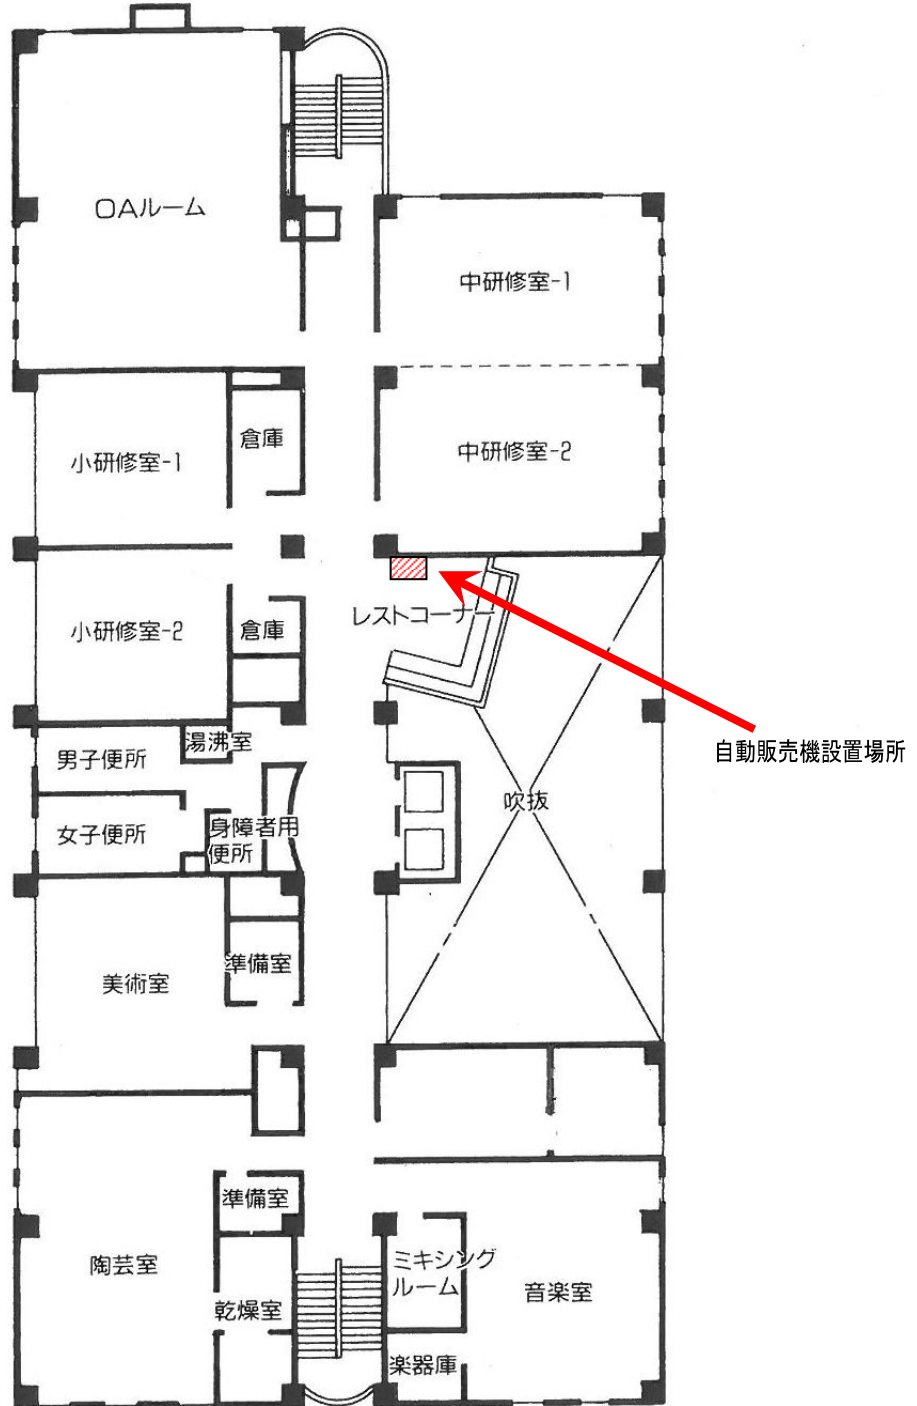 OAルーム
中研修室-1
倉庫
小研修室-1
中研修室-2
レストコーナー
小研修室-2
倉庫
湯沸室
男子便所
自動販売機設置場所
吹抜
女子便所
身障者用
便所
準備室
美術室
準備室
陶芸室
ミキシング
ルーム
音楽室
乾燥室
楽器庫